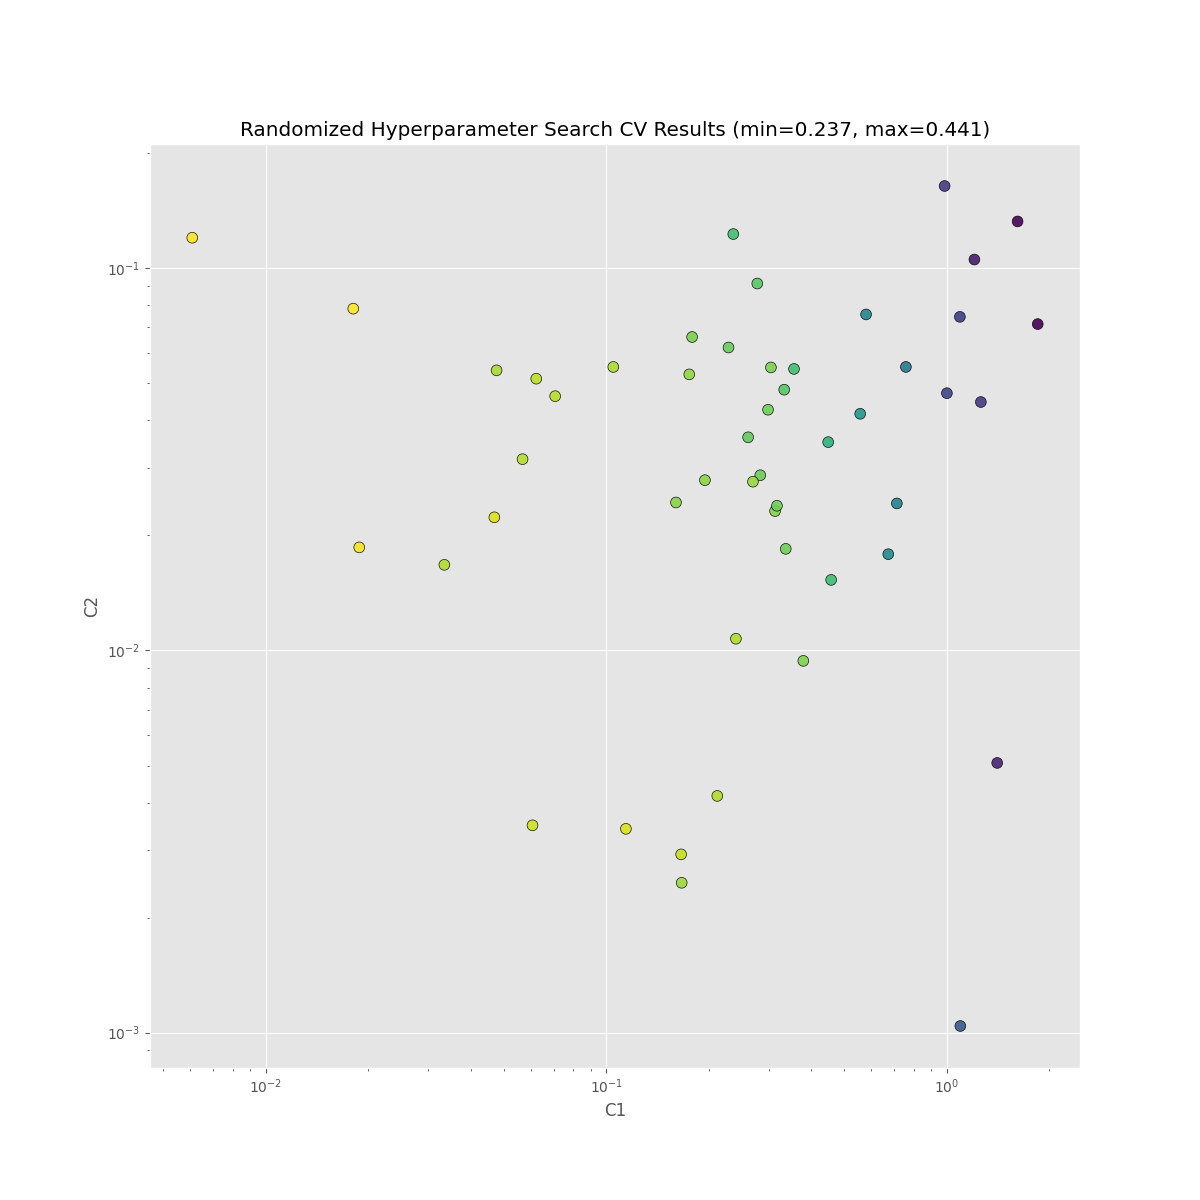 Randomized Hyperparameter Search CV Results (min=0.237, max=0.441)
10⁻¹
10⁻²
10⁻³
C2
10⁻² 10⁻¹ 10⁰
C1